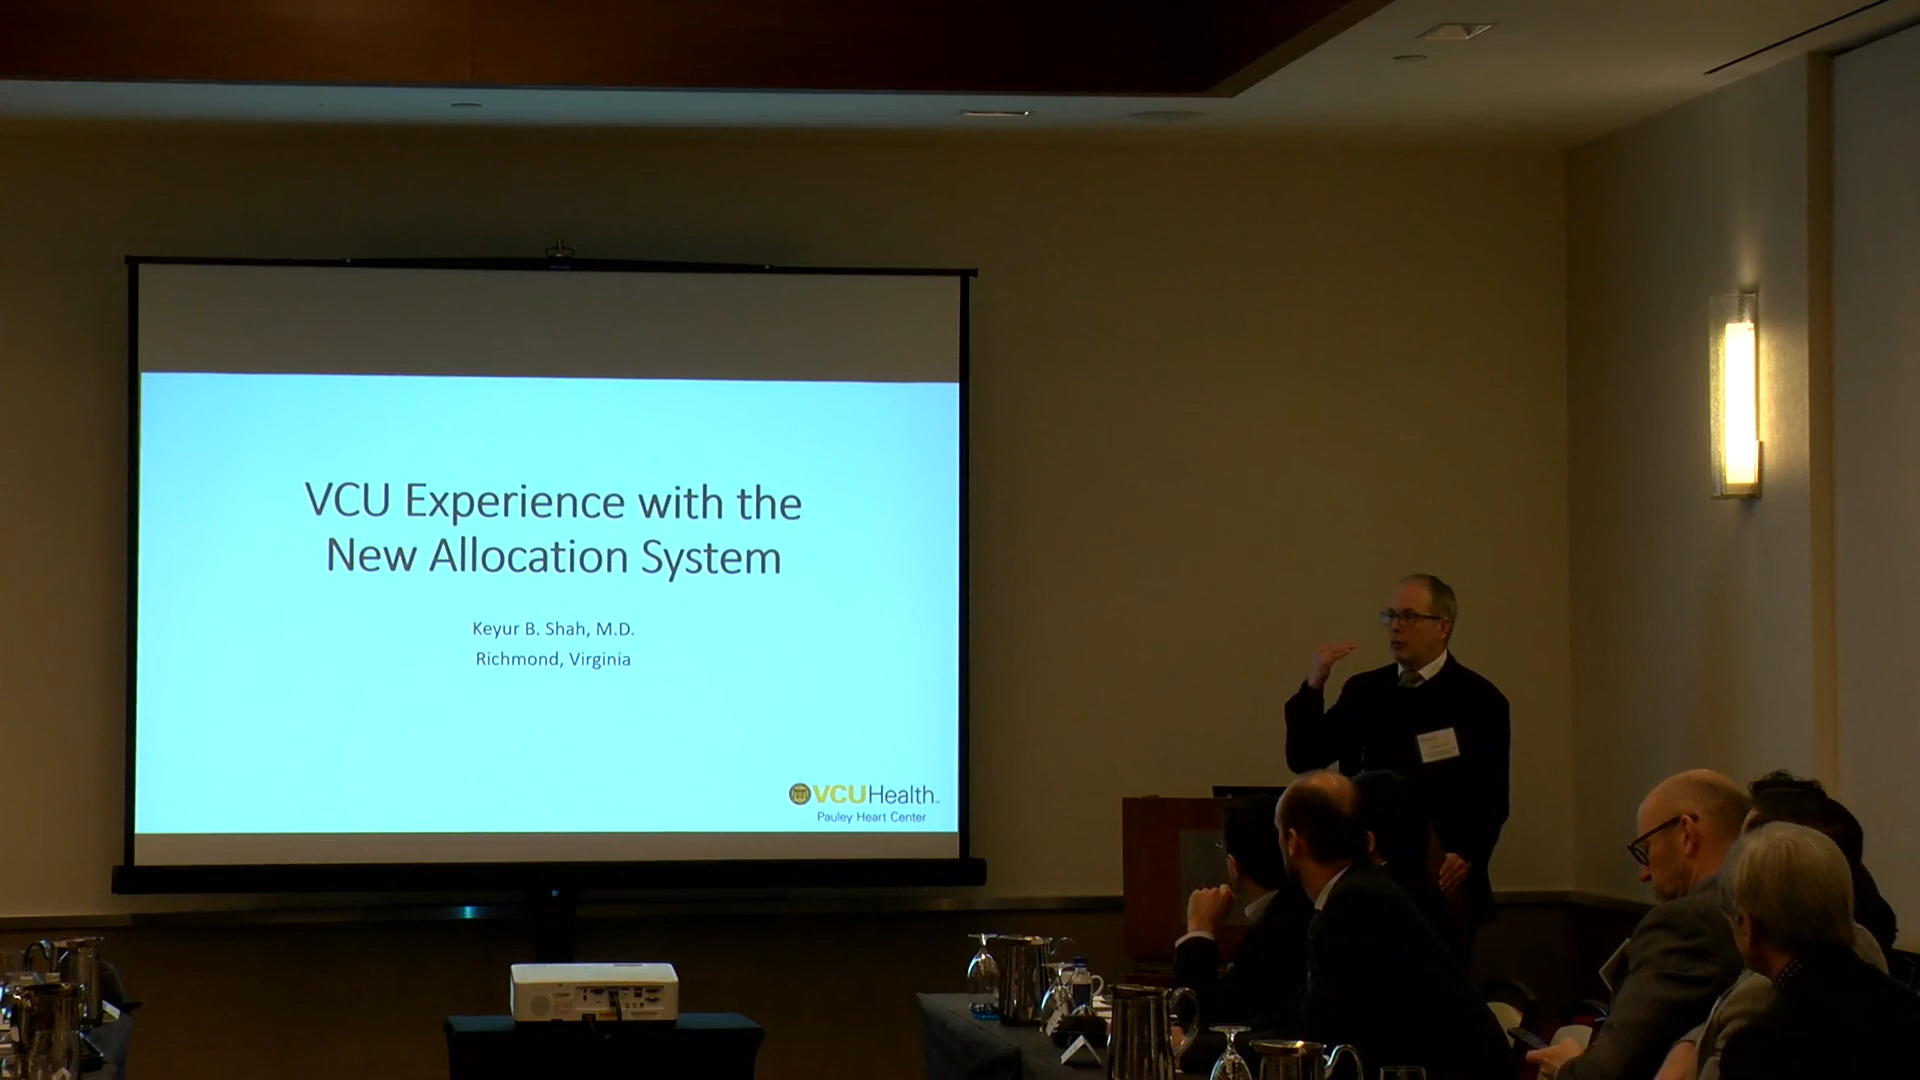 VCU Experience with the
New Allocation System
Keyur B. Shah, M.D.
Richmond, Virginia
VCUHealth
Pauley Heart Center